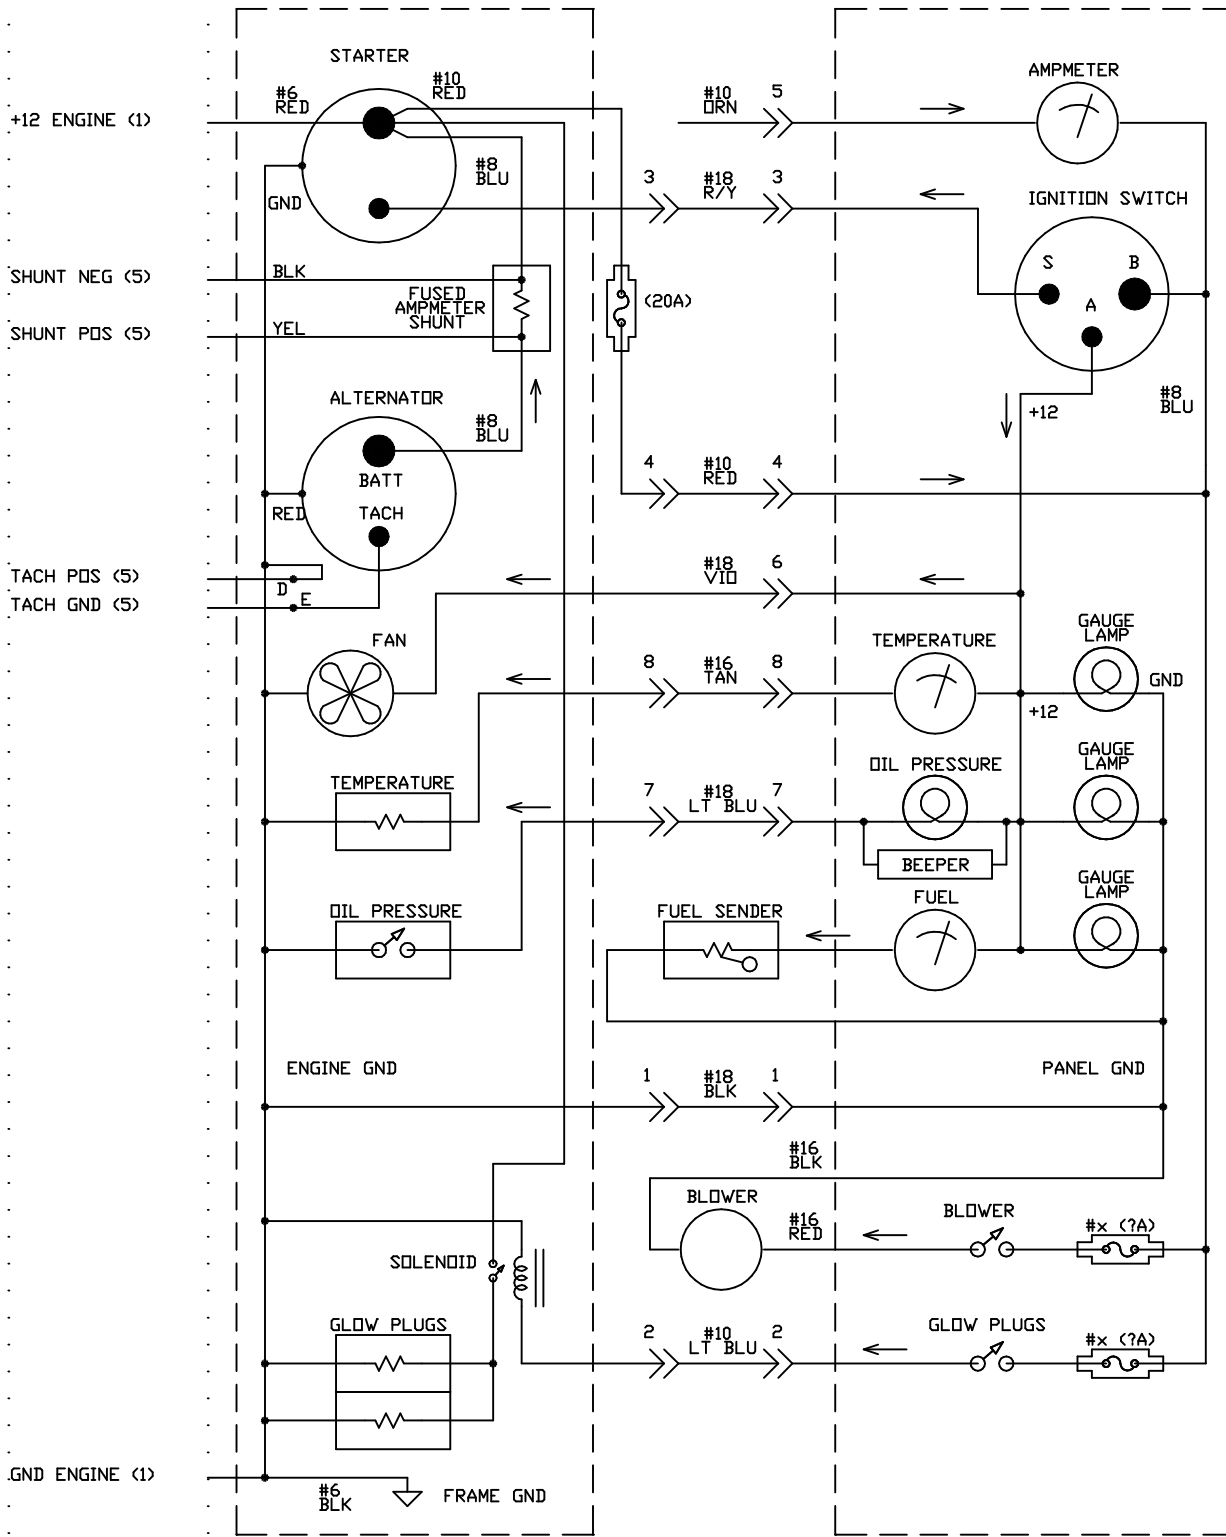 STARTER
#10
RED
#6
RED
+12 ENGINE (1)
#10
ORN
5
AMPMETER
#8
BLU
GND
3
#18
R/Y
3
IGNITION SWITCH
S
B
A
SHUNT NEG (5)
BLK
FUSED
AMPMETER
SHUNT
(20A)
SHUNT POS (5)
YEL
ALTERNATOR
#8
BLU
+12
#8
BLU
BATT
4
#10
RED
4
RED
TACH
TACH POS (5)
D
TACH GND (5)
E
#18
VIO
6
FAN
8
#16
TAN
8
TEMPERATURE
GAUGE
LAMP
GND
+12
TEMPERATURE
7
#18
LT BLU
7
OIL PRESSURE
GAUGE
LAMP
BEEPER
OIL PRESSURE
FUEL SENDER
FUEL
GAUGE
LAMP
ENGINE GND
PANEL GND
1
#18
BLK
1
#16
BLK
BLOWER
#16
RED
BLOWER
#x (?A)
SOLENOID
GLOW PLUGS
2
#10
LT BLU
2
GLOW PLUGS
#x (?A)
GND ENGINE (1)
#6
BLK
FRAME GND